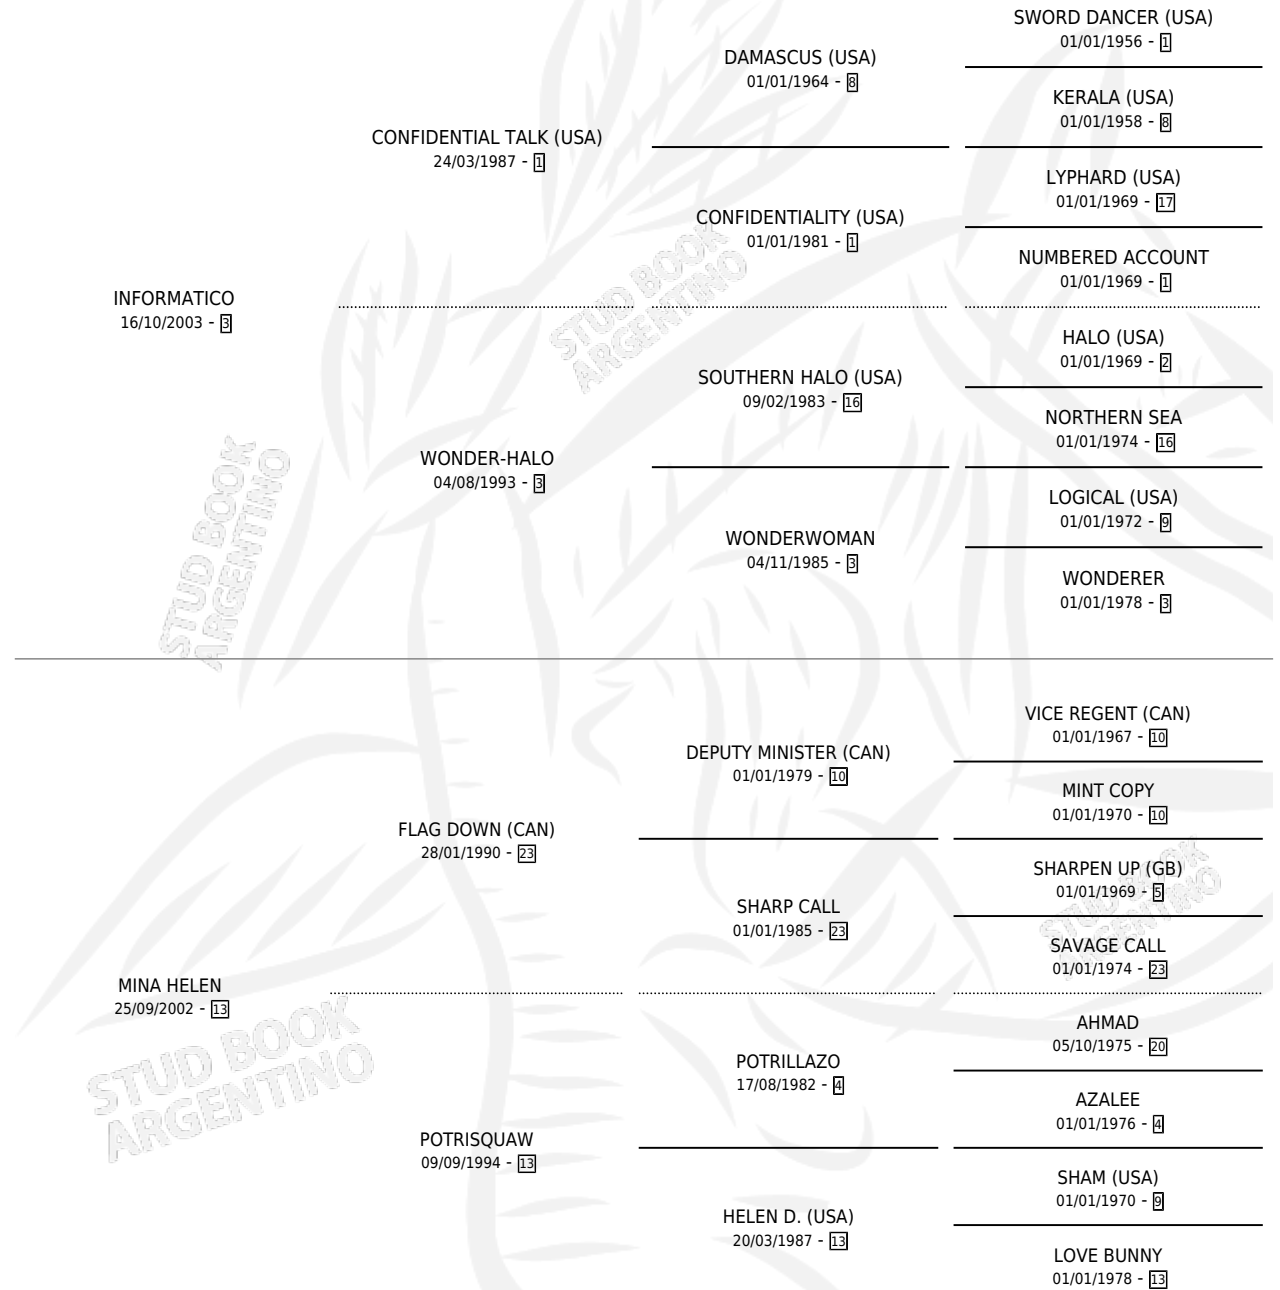 SWORD DANCER (USA)
01/01/1956 - 1
DAMASCUS (USA)
01/01/1964 - 8
KERALA (USA)
01/01/1958 - 8
CONFIDENTIAL TALK (USA)
24/03/1987 - 1
LYPHARD (USA)
01/01/1969 - 17
CONFIDENTIALITY (USA)
01/01/1981 - 1
NUMBERED ACCOUNT
01/01/1969 - 1
INFORMATICO
16/10/2003 - 3
HALO (USA)
01/01/1969 - 2
SOUTHERN HALO (USA)
09/02/1983 - 16
NORTHERN SEA
01/01/1974 - 16
WONDER-HALO
04/08/1993 - 3
LOGICAL (USA)
01/01/1972 - 9
WONDERWOMAN
04/11/1985 - 3
WONDERER
01/01/1978 - 3
STUD BOOK
ARGENTINO
STUD BOOK
ARGENTINO
VICE REGENT (CAN)
01/01/1967 - 10
DEPUTY MINISTER (CAN)
01/01/1979 - 10
MINT COPY
01/01/1970 - 10
FLAG DOWN (CAN)
28/01/1990 - 23
SHARPEN UP (GB)
01/01/1969 - 5
SHARP CALL
01/01/1985 - 23
SAVAGE CALL
01/01/1974 - 23
MINA HELEN
25/09/2002 - 13
AHMAD
05/10/1975 - 20
POTRILLAZO
17/08/1982 - 4
AZALEE
01/01/1976 - 4
POTRISQUAW
09/09/1994 - 13
SHAM (USA)
01/01/1970 - 9
HELEN D. (USA)
20/03/1987 - 13
LOVE BUNNY
01/01/1978 - 13
STUD BOOK
ARGENTINO
STUD BOOK
ARGENTINO